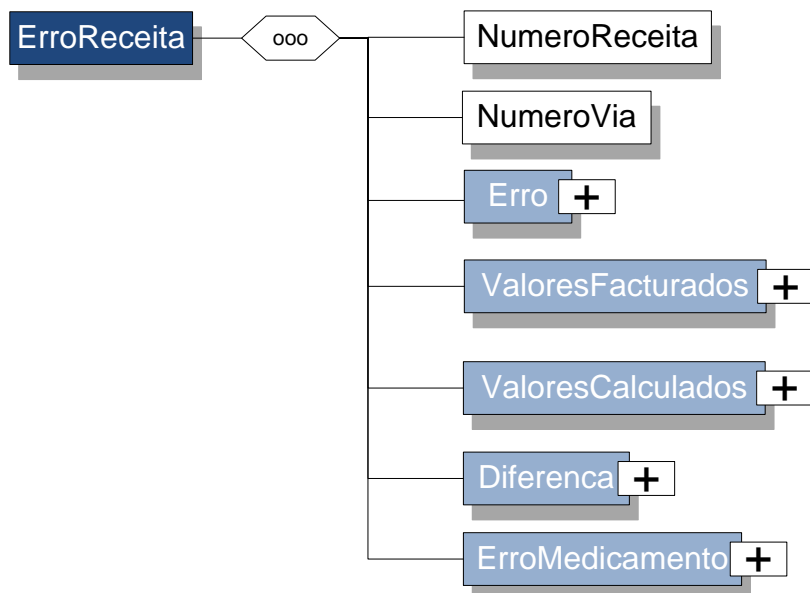 ErroReceita
ooo
NumeroReceita
NumeroVia
Erro
+
ValoresFacturados
+
ValoresCalculados
+
Diferenca
+
ErroMedicamento
+